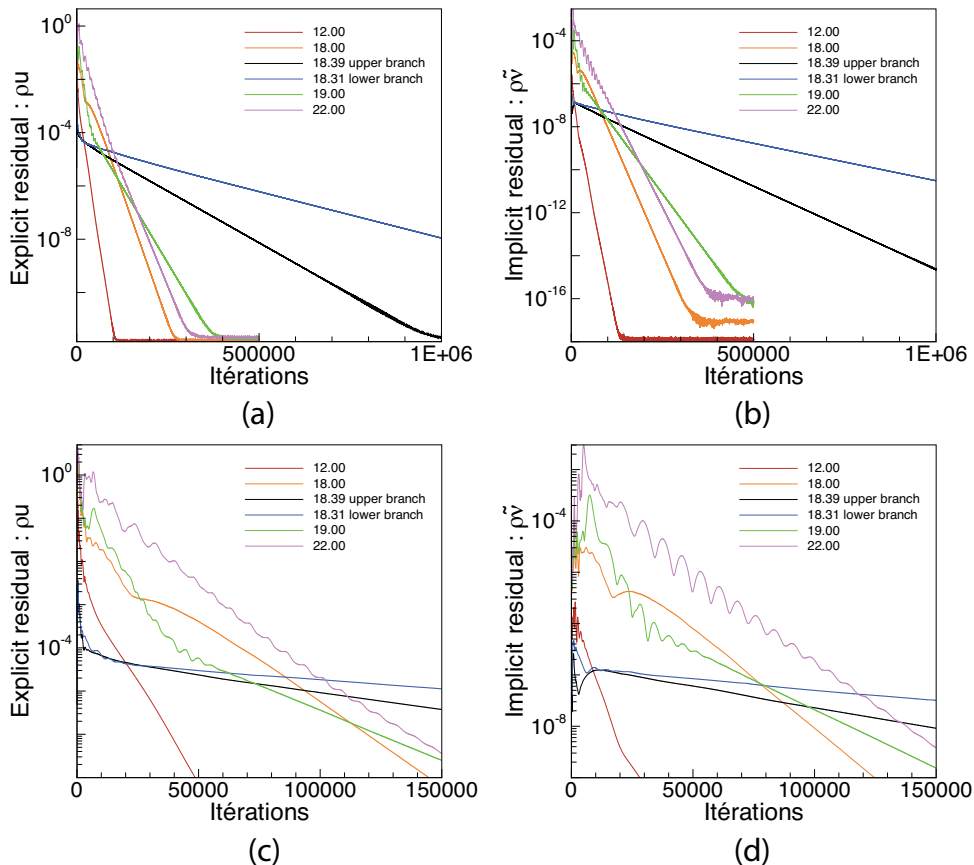 Explicit residual : ρu
10⁰
10⁻⁴
10⁻⁸
12.00
18.00
18.39 upper branch
18.31 lower branch
19.00
22.00
0
500000
1E+06
Itérations
(a)
Implicit residual : ρν̃
10⁻⁴
10⁻⁸
10⁻¹²
10⁻¹⁶
12.00
18.00
18.39 upper branch
18.31 lower branch
19.00
22.00
0
500000
1E+06
Itérations
(b)
Explicit residual : ρu
10⁰
10⁻⁴
12.00
18.00
18.39 upper branch
18.31 lower branch
19.00
22.00
0
50000
100000
150000
Itérations
(c)
Implicit residual : ρν̃
10⁻⁴
10⁻⁸
12.00
18.00
18.39 upper branch
18.31 lower branch
19.00
22.00
0
50000
100000
150000
Itérations
(d)